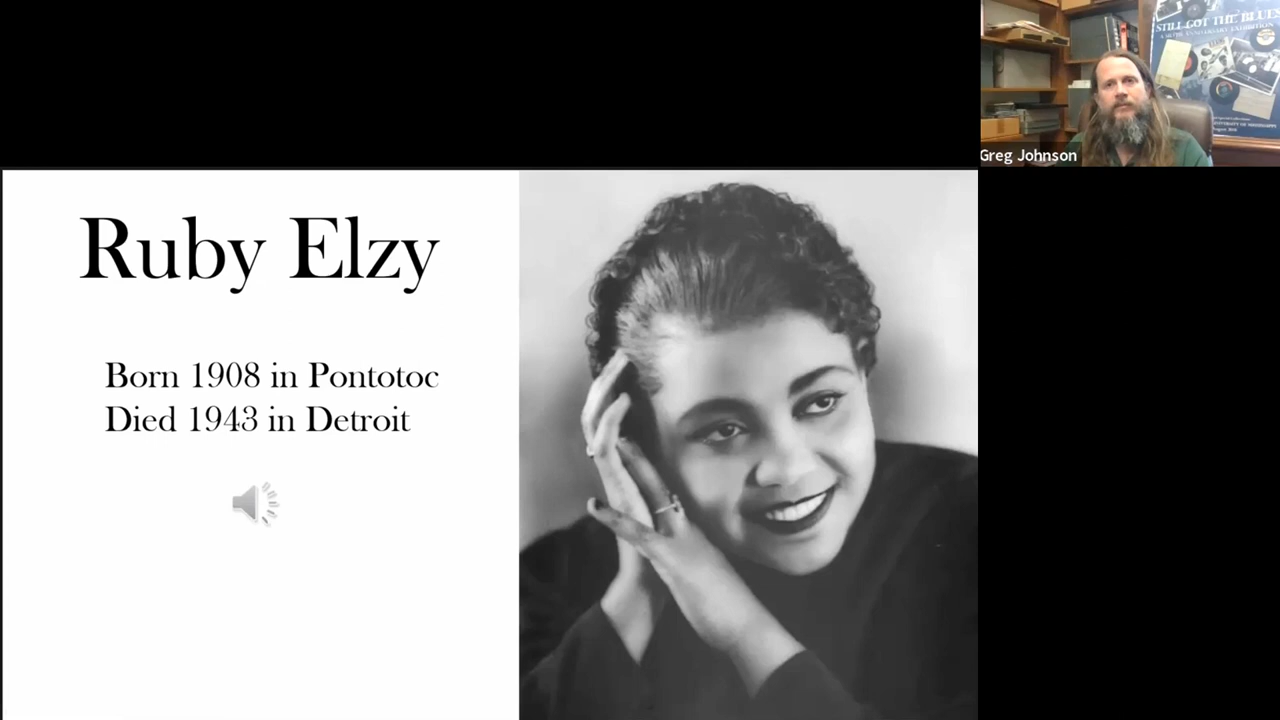 STILL GOT THE BLUES
Greg Johnson
Ruby Elzy
Born 1908 in Pontotoc
Died 1943 in Detroit